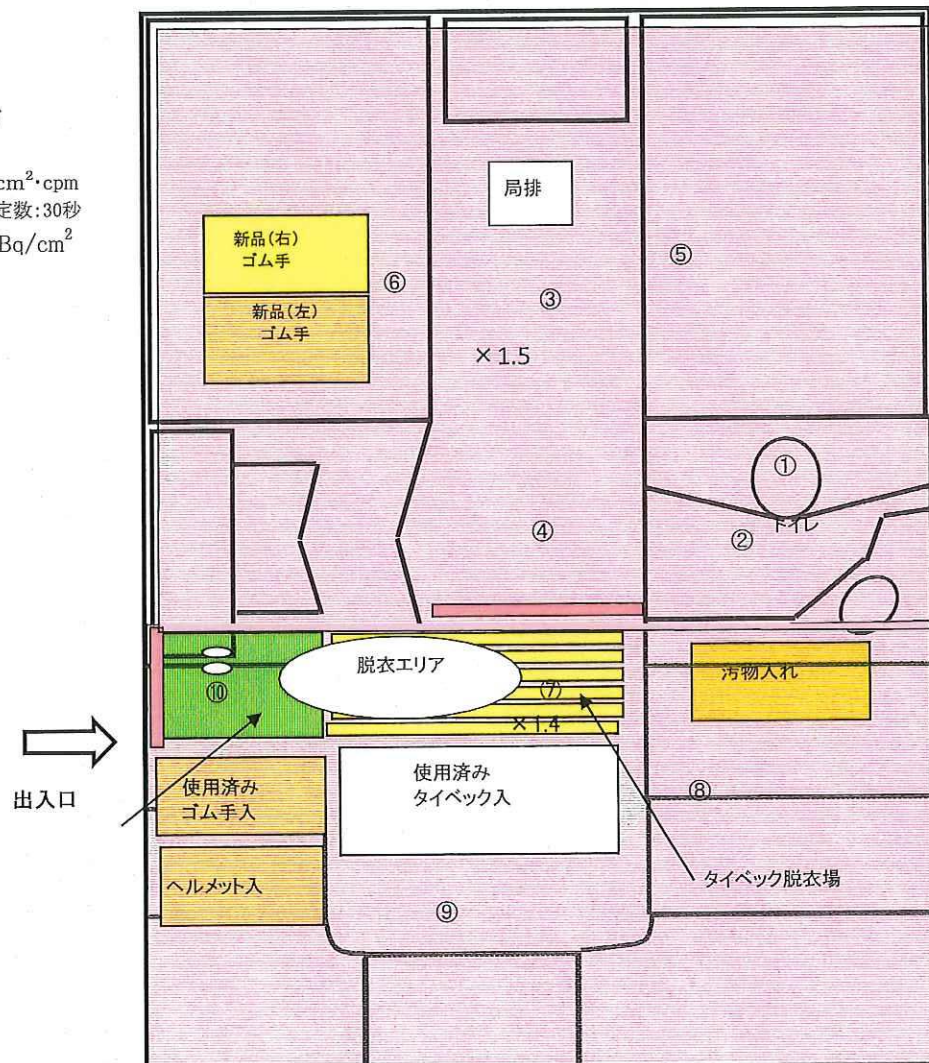 cm²・cpm
定数:30秒
Bq/cm²
局排
新品(右)
ゴム手
新品(左)
ゴム手
⑥
③
⑤
×1.5
①
トイレ
④
②
脱衣エリア
⑦
×1.4
⑩
汚物入れ
出入口
使用済み
ゴム手入
使用済み
タイベック入
⑧
ヘルメット入
タイベック脱衣場
⑨